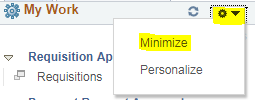 My Work
Minimize
Requisition Ap
Requisitions
Personalize